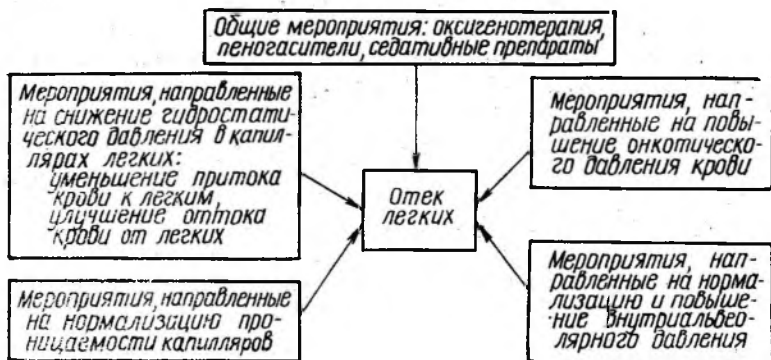 Общие мероприятия: оксигенотерапия,
пеногасители, седативные препараты
Мероприятия, направленные
на снижение гидростати-
ческого давления в капил-
лярах легких:
уменьшение притока
крови к легким,
улучшение оттока
крови от легких
Мероприятия, нап-
равленные на повы-
шение онкотическо-
го давления крови
Отек
легких
Мероприятия, направленные
на нормализацию про-
ницаемости капилляров
Мероприятия, нап-
равленные на норма-
лизацию и повыше-
ние внутриальвео-
лярного давления